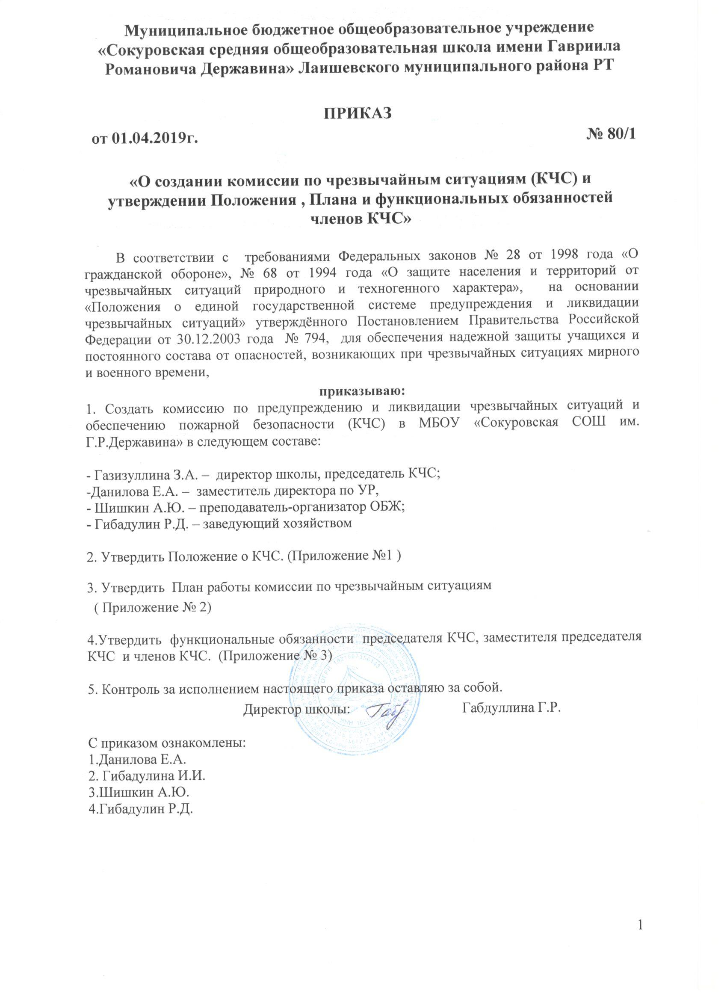 Муниципальное бюджетное общеобразовательное учреждение
«Сокуровская средняя общеобразовательная школа имени Гавриила
Романовича Державина» Лаишевского муниципального района РТ
ПРИКАЗ
от 01.04.2019г. № 80/1
«О создании комиссии по чрезвычайным ситуациям (КЧС) и
утверждении Положения , Плана и функциональных обязанностей
членов КЧС»
В соответствии с требованиями Федеральных законов № 28 от 1998 года «О
гражданской обороне», № 68 от 1994 года «О защите населения и территорий от
чрезвычайных ситуаций природного и техногенного характера», на основании
«Положения о единой государственной системе предупреждения и ликвидации
чрезвычайных ситуаций» утверждённого Постановлением Правительства Российской
Федерации от 30.12.2003 года № 794, для обеспечения надежной защиты учащихся и
постоянного состава от опасностей, возникающих при чрезвычайных ситуациях мирного
и военного времени,
приказываю:
1. Создать комиссию по предупреждению и ликвидации чрезвычайных ситуаций и
обеспечению пожарной безопасности (КЧС) в МБОУ «Сокуровская СОШ им.
Г.Р.Державина» в следующем составе:
- Газизуллина З.А. – директор школы, председатель КЧС;
-Данилова Е.А. – заместитель директора по УР,
- Шишкин А.Ю. – преподаватель-организатор ОБЖ;
- Гибадулин Р.Д. – заведующий хозяйством
2. Утвердить Положение о КЧС. (Приложение №1 )
3. Утвердить План работы комиссии по чрезвычайным ситуациям
( Приложение № 2)
4.Утвердить функциональные обязанности председателя КЧС, заместителя председателя
КЧС и членов КЧС. (Приложение № 3)
5. Контроль за исполнением настоящего приказа оставляю за собой.
Директор школы: Габдуллина Г.Р.
С приказом ознакомлены:
1.Данилова Е.А.
2. Гибадулина И.И.
3.Шишкин А.Ю.
4.Гибадулин Р.Д.
1